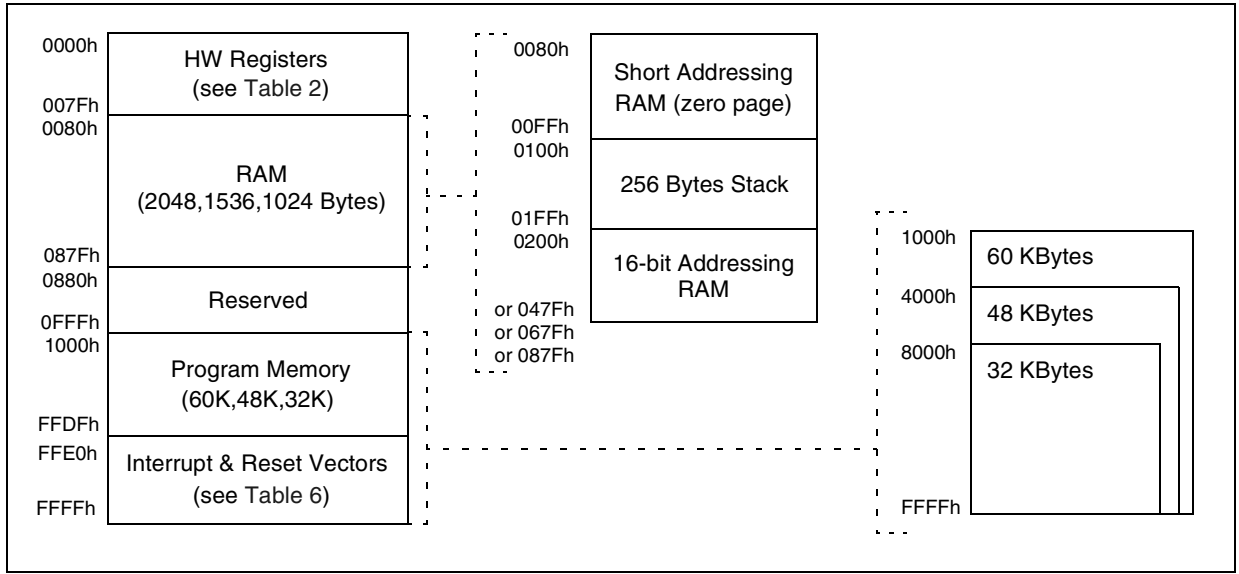 0000h
HW Registers
(see Table 2)
007Fh
0080h
RAM
(2048,1536,1024 Bytes)
087Fh
0880h
Reserved
0FFFh
1000h
Program Memory
(60K,48K,32K)
FFDFh
FFE0h
Interrupt & Reset Vectors
(see Table 6)
FFFFh
0080h
Short Addressing
RAM (zero page)
00FFh
0100h
256 Bytes Stack
01FFh
0200h
16-bit Addressing
RAM
or 047Fh
or 067Fh
or 087Fh
1000h
60 KBytes
4000h
48 KBytes
8000h
32 KBytes
FFFFh